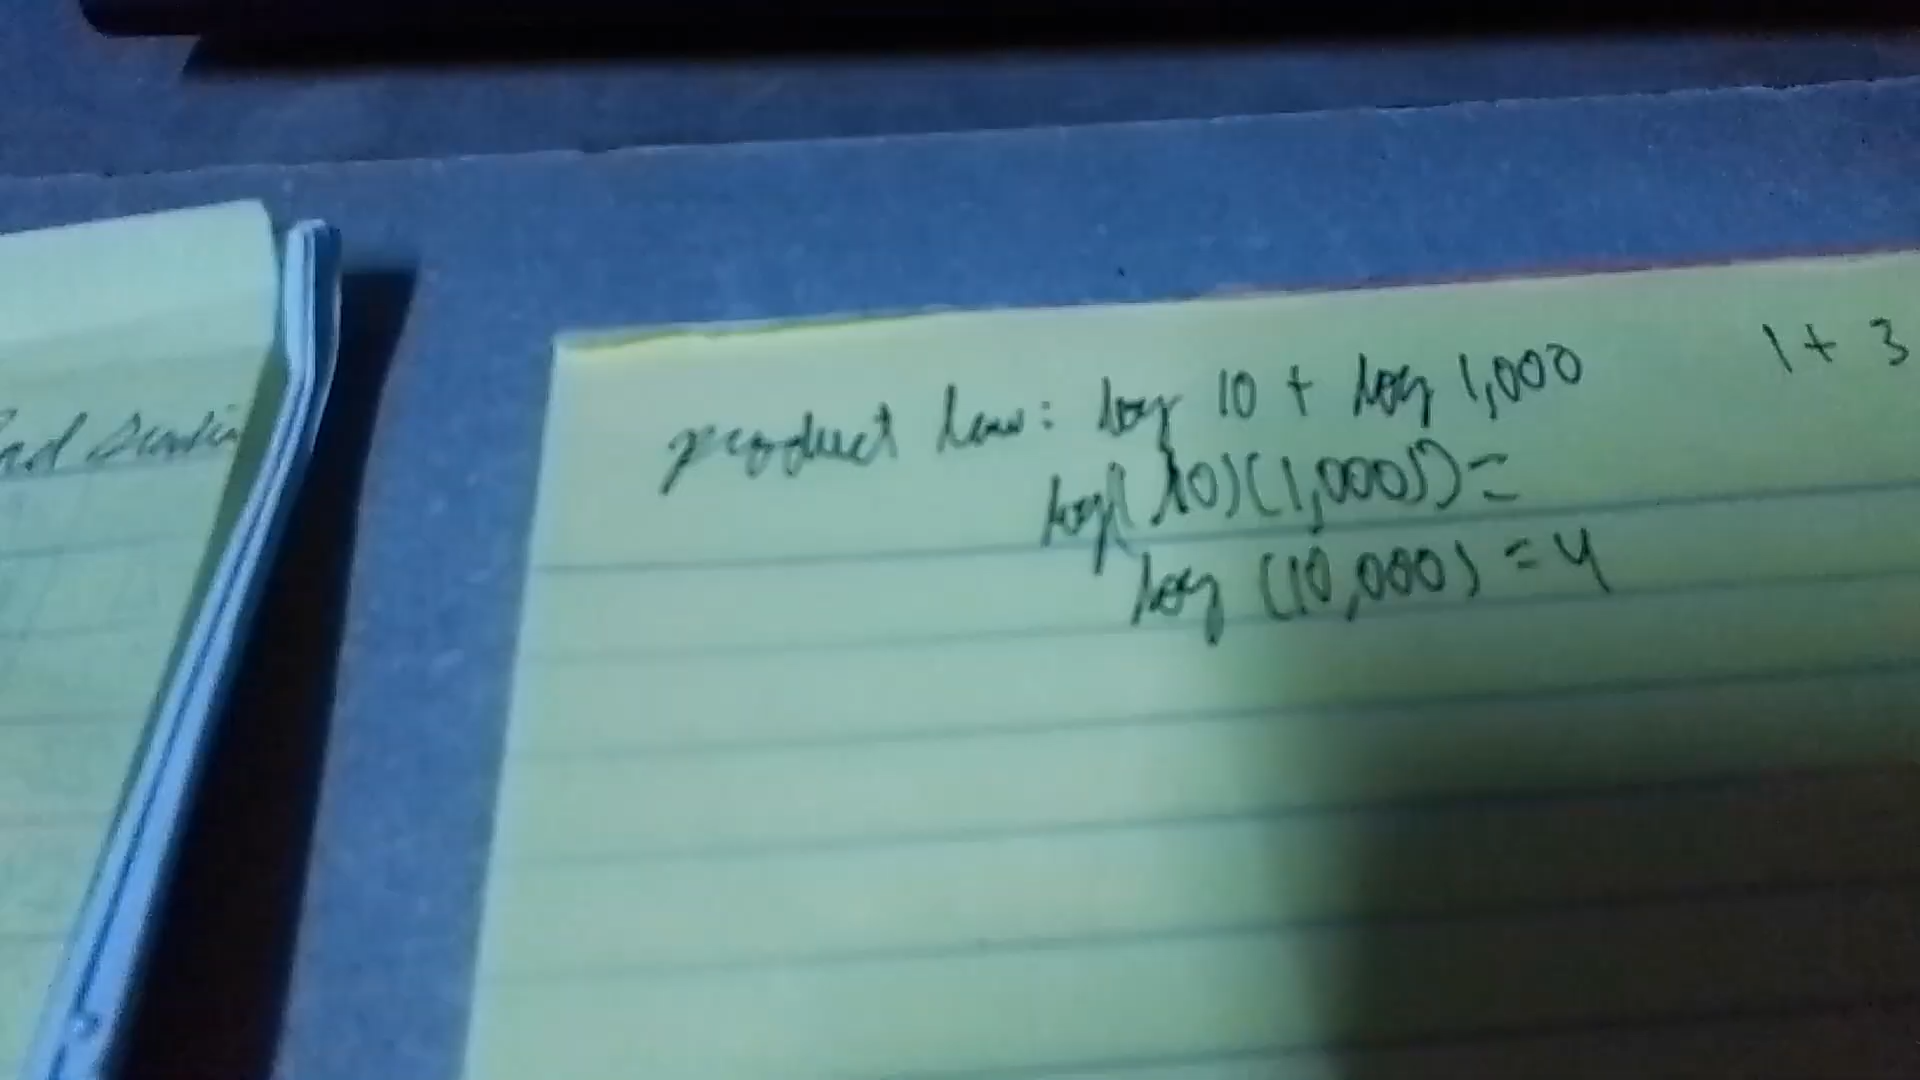 product law: log 10 + log 1,000 1 + 3
log((10)(1,000)) =
log (10,000) = 4